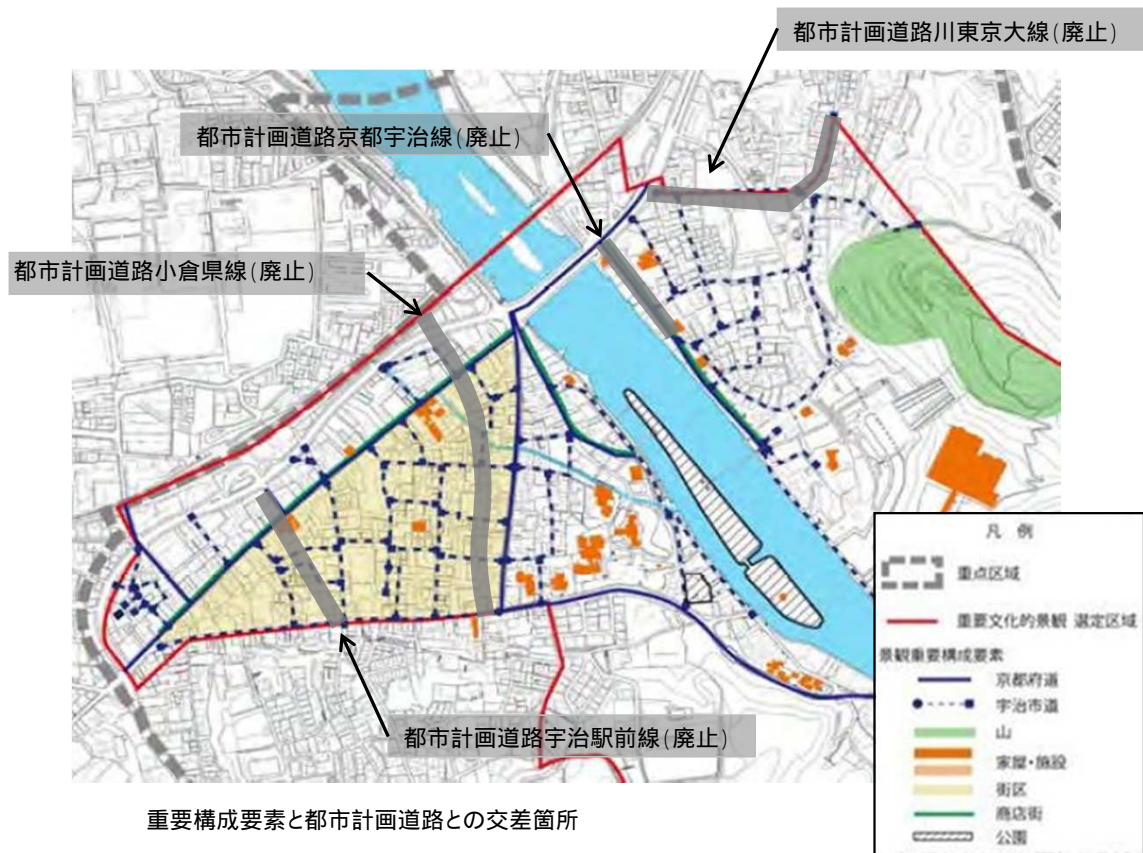 都市計画道路川東京大線(廃止)
都市計画道路京都宇治線(廃止)
都市計画道路小倉県線(廃止)
都市計画道路宇治駅前線(廃止)
凡 例
重点区域
重要文化的景観 選定区域
景観重要構成要素
京都府道
宇治市道
山
家屋・施設
街区
商店街
公園
重要構成要素と都市計画道路との交差箇所